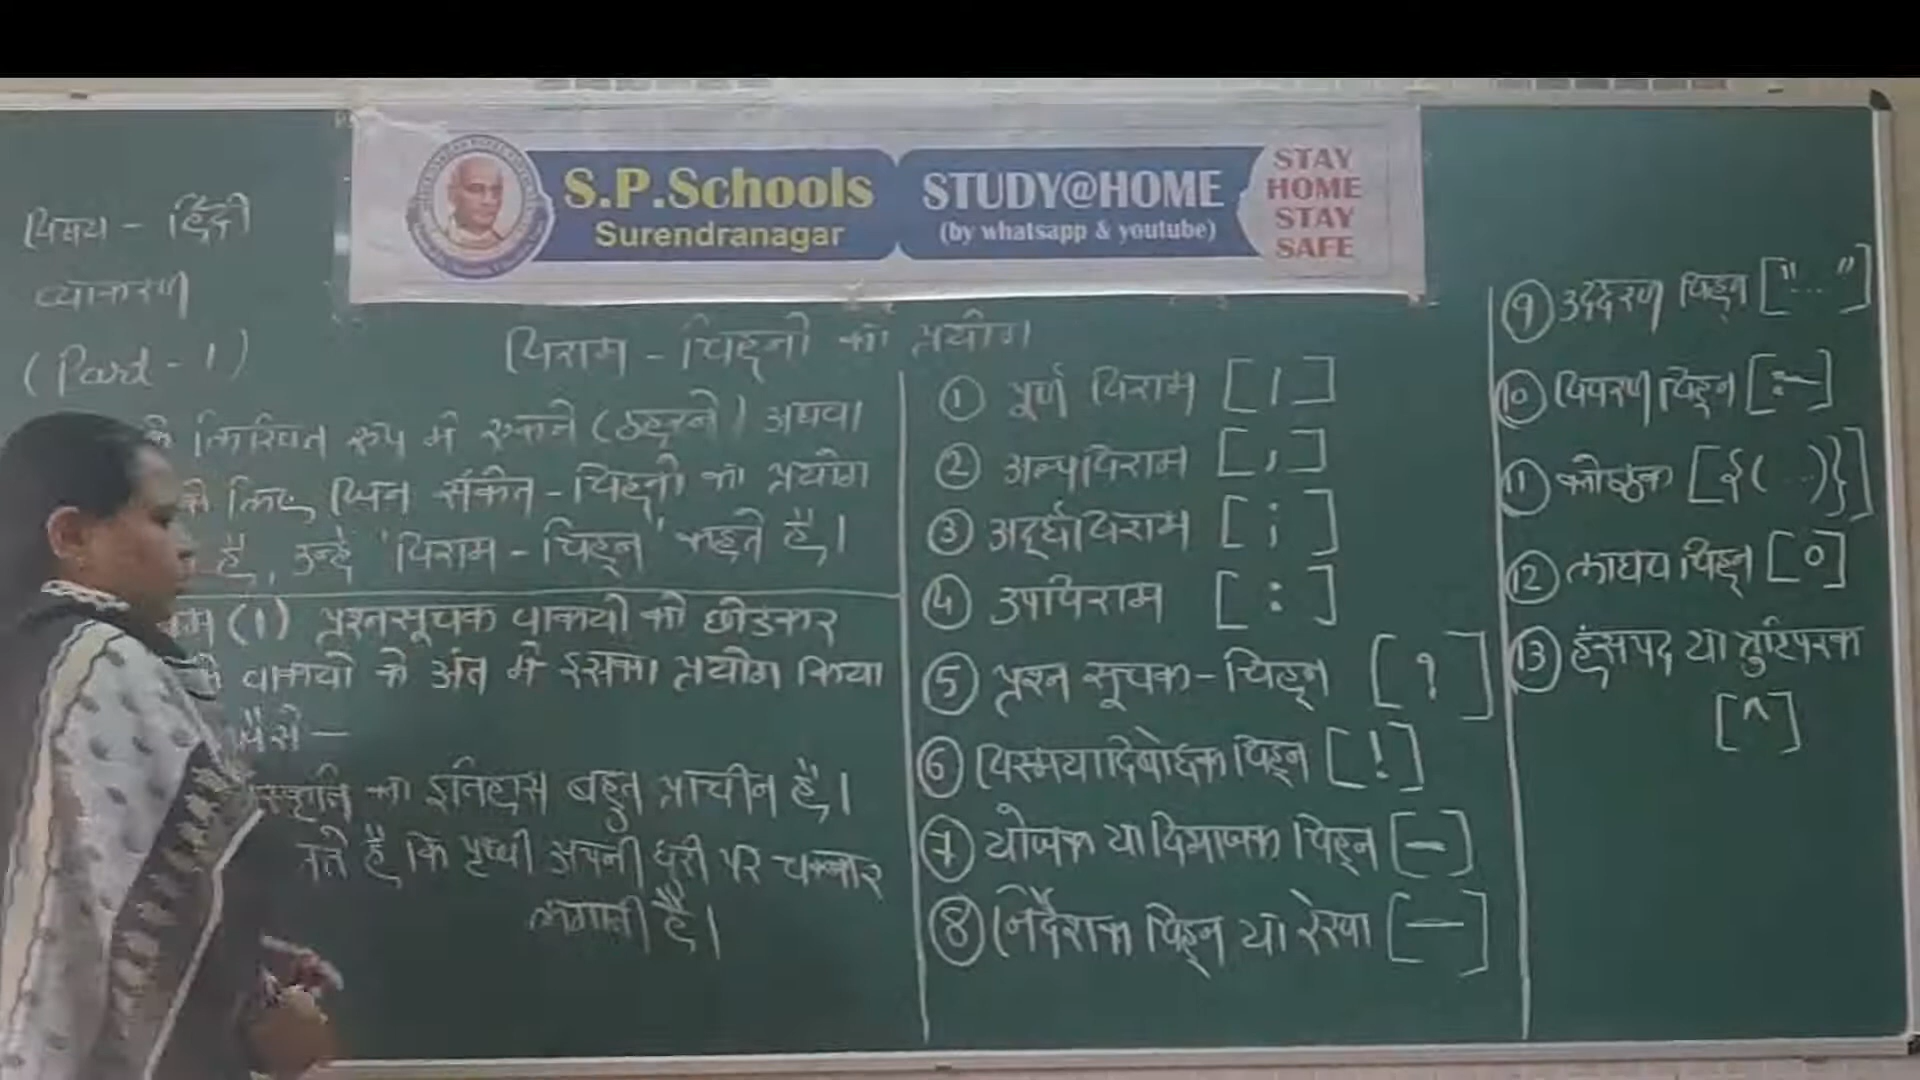 S.P.Schools
Surendranagar
STUDY@HOME
(by whatsapp & youtube)
STAY
HOME
STAY
SAFE
विषय - हिंदी
व्याकरण
(Part - 1)
विराम - चिह्नों का प्रयोग
लिखित रूप में रुकने (ठहरने) अथवा
के लिए जिन संकेत - चिह्नों का प्रयोग
है, उन्हें 'विराम - चिह्न' कहते हैं।
(1) प्रश्नसूचक वाक्यों को छोडकर
वाक्यों के अंत में इसका प्रयोग किया
जैसे —
का इतिहास बहुत प्राचीन है।
है कि पृथ्वी अपनी धुरी पर चक्कर
लगाती है।
① पूर्ण विराम [ । ]
② अल्पविराम [ , ]
③ अर्द्धविराम [ ; ]
④ उपविराम [ : ]
⑤ प्रश्न सूचक - चिह्न [ ? ]
⑥ विस्मयादिबोधक चिह्न [ ! ]
⑦ योजक या विभाजक चिह्न [ - ]
⑧ निर्देशक चिह्न या रेखा [ — ]
⑨ उद्धरण चिह्न ["..."]
⑩ विवरण चिह्न [:—]
⑪ कोष्ठक [{(...)}]
⑫ लाघव चिह्न [०]
⑬ हंसपद या त्रुटिपरक
[^]